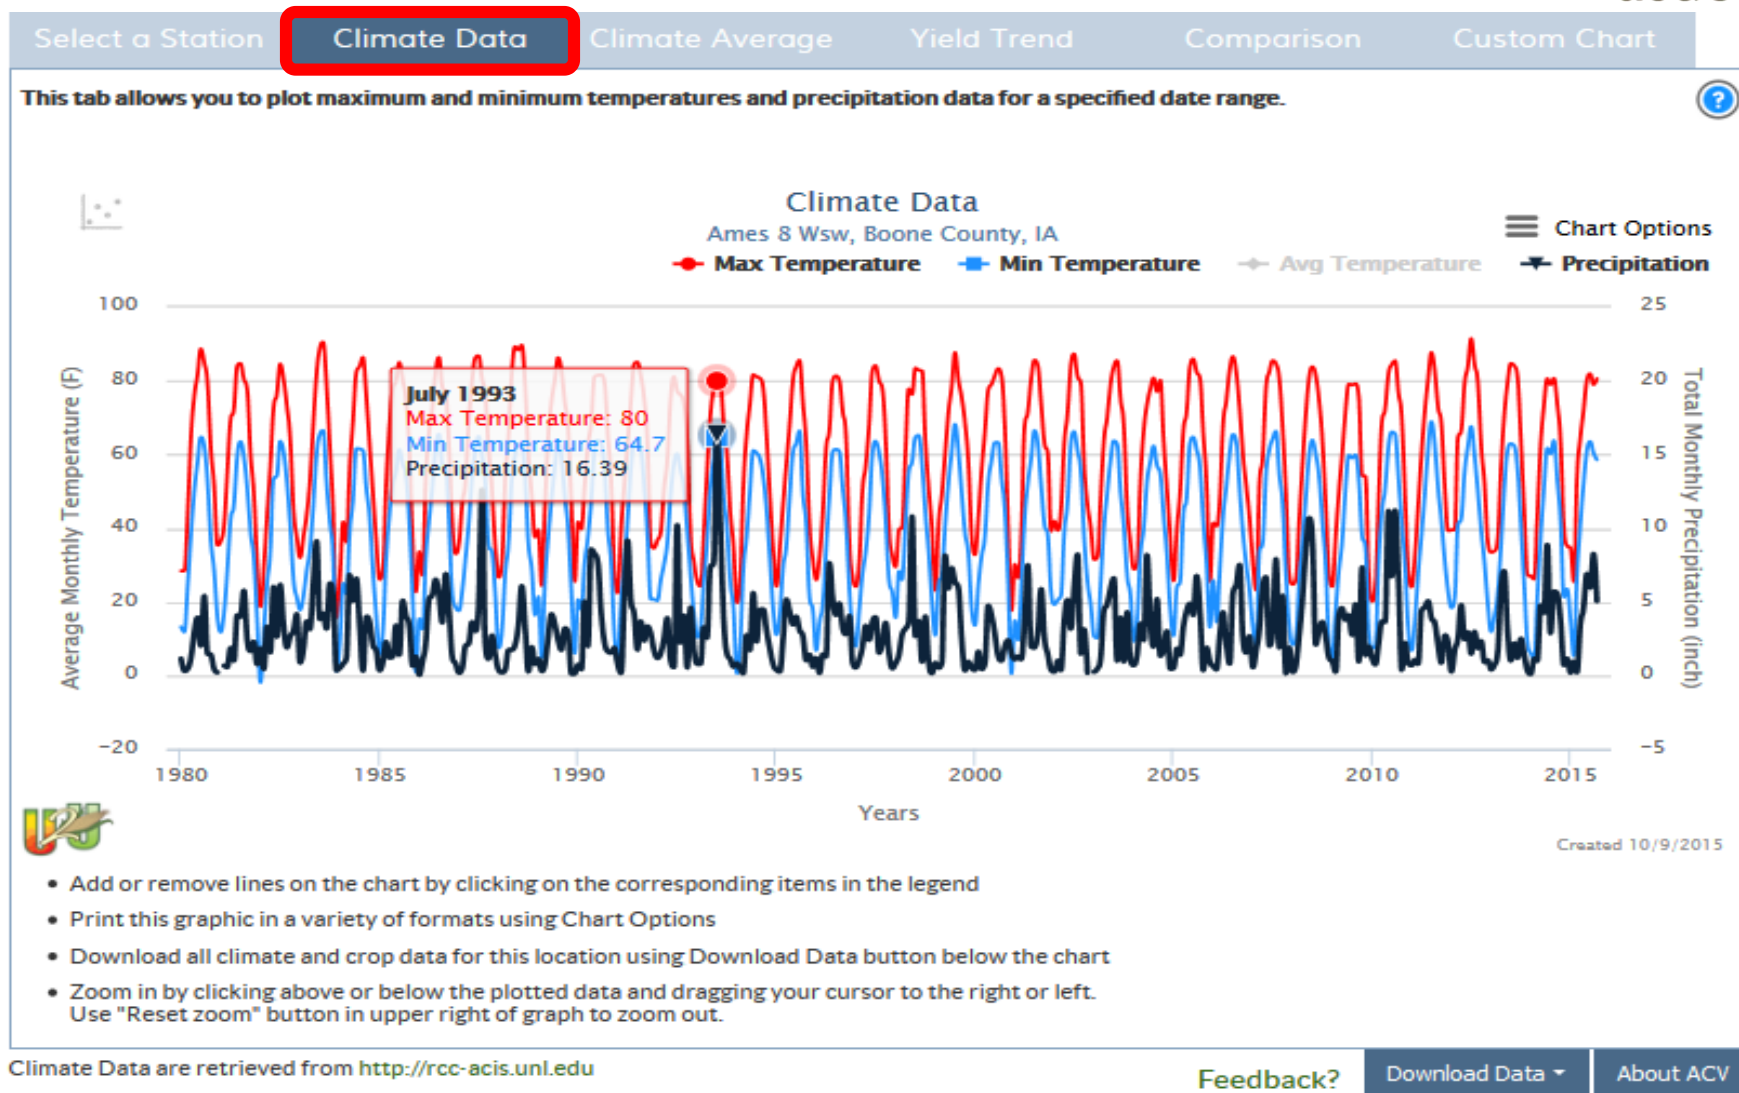 Select a Station Climate Data Climate Average Yield Trend Comparison Custom Chart
This tab allows you to plot maximum and minimum temperatures and precipitation data for a specified date range.
?
Climate Data
Ames 8 Wsw, Boone County, IA
Chart Options
Max Temperature Min Temperature Avg Temperature Precipitation
100 25
80 20
60 15
40 10
20 5
0 0
-20 -5
Average Monthly Temperature (F)
Total Monthly Precipitation (inch)
July 1993
Max Temperature: 80
Min Temperature: 64.7
Precipitation: 16.39
1980 1985 1990 1995 2000 2005 2010 2015
Years
U2U
Created 10/9/2015
• Add or remove lines on the chart by clicking on the corresponding items in the legend
• Print this graphic in a variety of formats using Chart Options
• Download all climate and crop data for this location using Download Data button below the chart
• Zoom in by clicking above or below the plotted data and dragging your cursor to the right or left.
Use "Reset zoom" button in upper right of graph to zoom out.
Climate Data are retrieved from http://rcc-acis.unl.edu
Feedback? Download Data About ACV